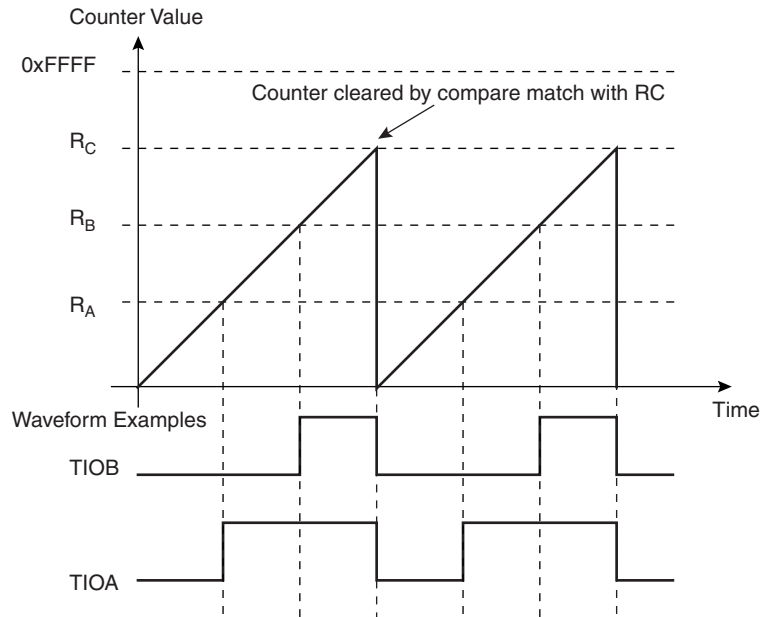 Counter Value
0xFFFF
Counter cleared by compare match with RC
RC
RB
RA
Time
Waveform Examples
TIOB
TIOA